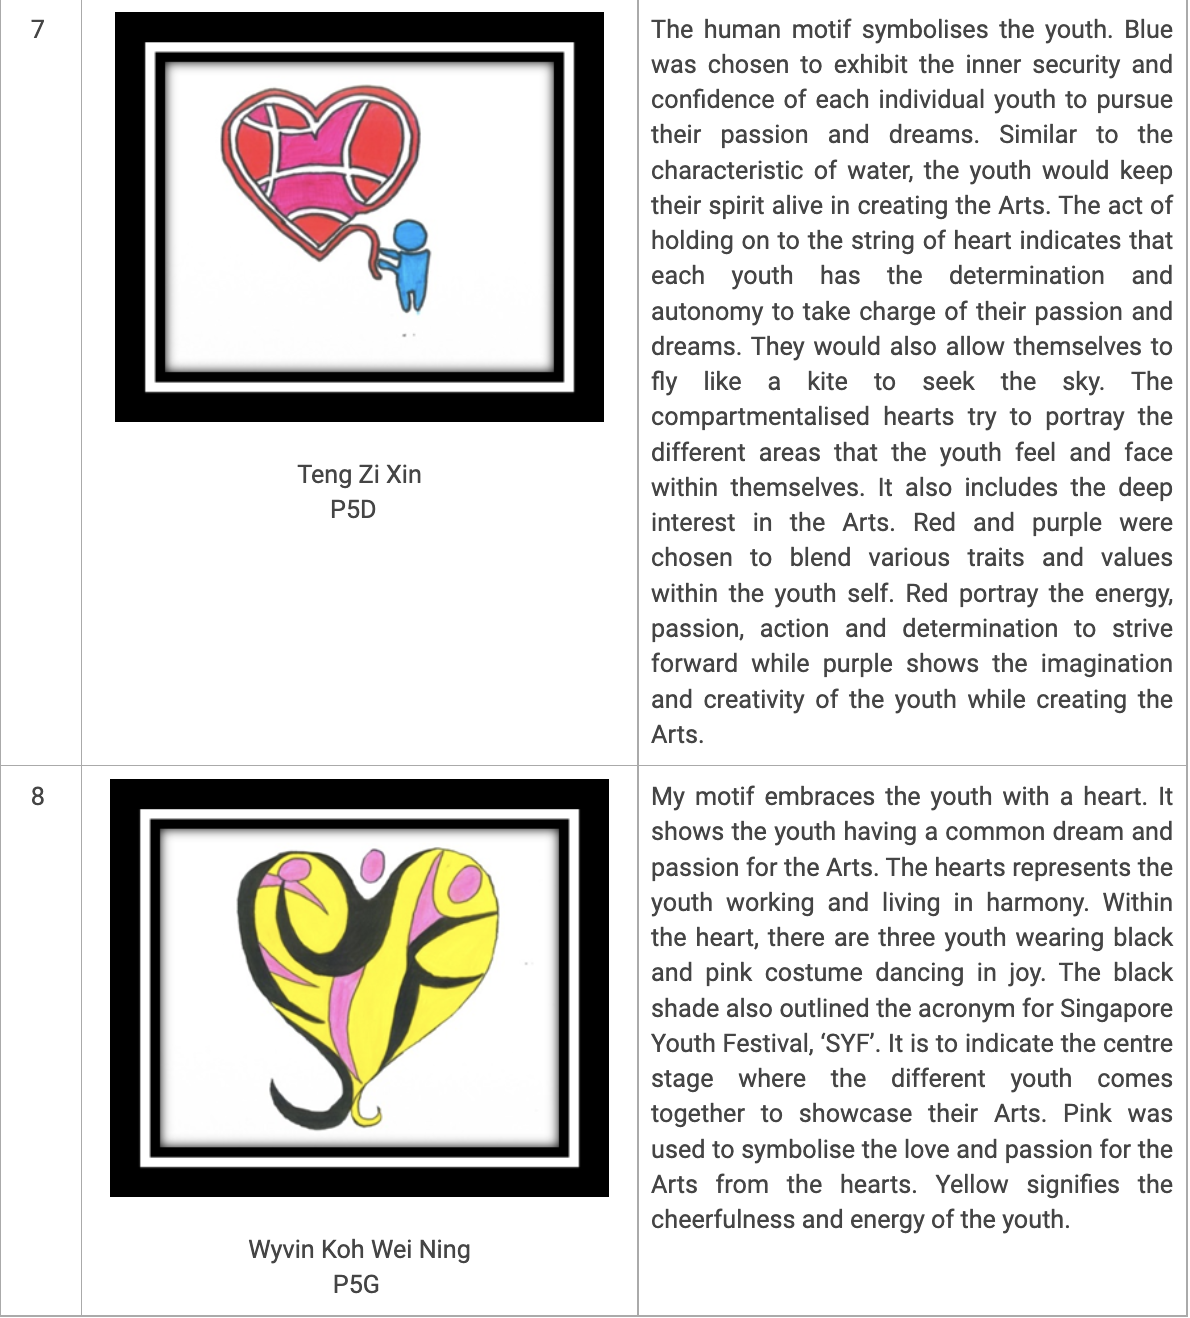 7
Teng Zi Xin
P5D
The human motif symbolises the youth. Blue
was chosen to exhibit the inner security and
confidence of each individual youth to pursue
their passion and dreams. Similar to the
characteristic of water, the youth would keep
their spirit alive in creating the Arts. The act of
holding on to the string of heart indicates that
each youth has the determination and
autonomy to take charge of their passion and
dreams. They would also allow themselves to
fly like a kite to seek the sky. The
compartmentalised hearts try to portray the
different areas that the youth feel and face
within themselves. It also includes the deep
interest in the Arts. Red and purple were
chosen to blend various traits and values
within the youth self. Red portray the energy,
passion, action and determination to strive
forward while purple shows the imagination
and creativity of the youth while creating the
Arts.
8
Wyvin Koh Wei Ning
P5G
My motif embraces the youth with a heart. It
shows the youth having a common dream and
passion for the Arts. The hearts represents the
youth working and living in harmony. Within
the heart, there are three youth wearing black
and pink costume dancing in joy. The black
shade also outlined the acronym for Singapore
Youth Festival, ‘SYF’. It is to indicate the centre
stage where the different youth comes
together to showcase their Arts. Pink was
used to symbolise the love and passion for the
Arts from the hearts. Yellow signifies the
cheerfulness and energy of the youth.